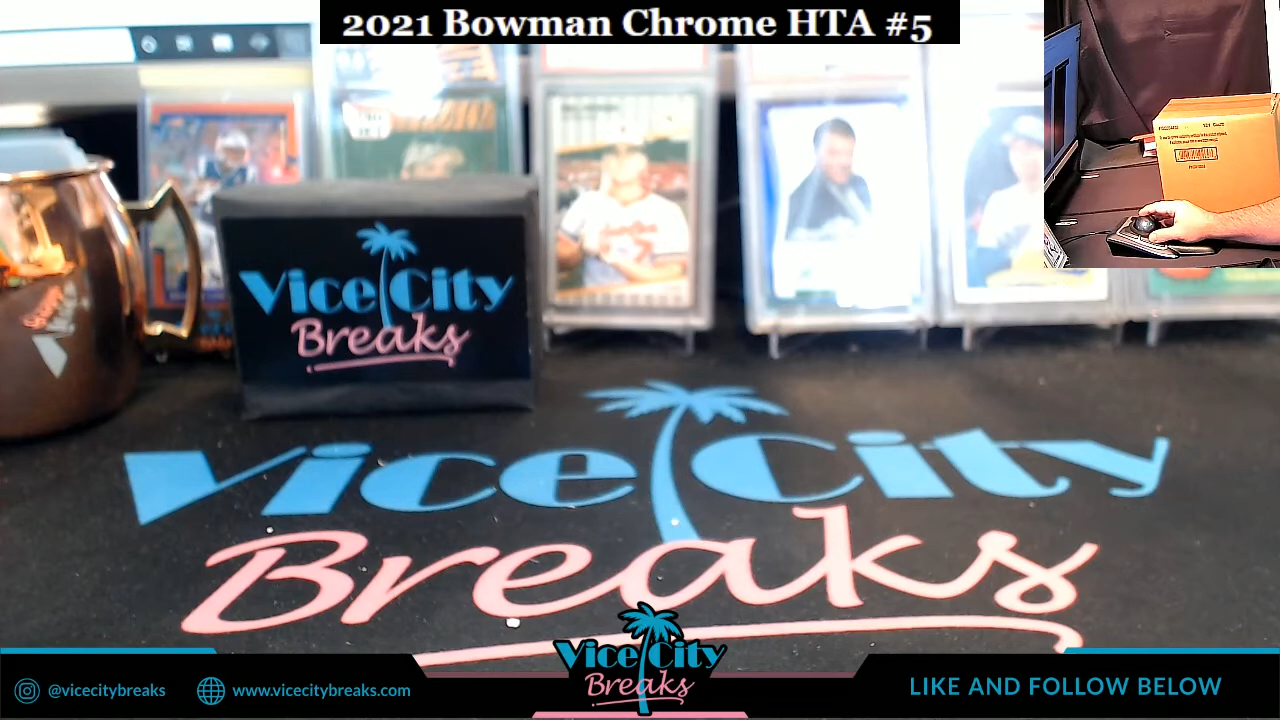 2021 Bowman Chrome HTA #5
Vice City
Breaks
Vice City
Breaks
Vice City
Breaks
@vicecitybreaks
www.vicecitybreaks.com
LIKE AND FOLLOW BELOW